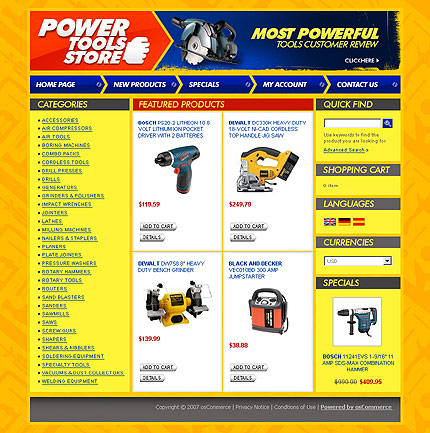 POWER
TOOLS
STORE
MOST POWERFUL
TOOLS CUSTOMER REVIEW
CLICK HERE
HOME PAGE
NEW PRODUCTS
SPECIALS
MY ACCOUNT
CONTACT US
CATEGORIES
ACCESSORIES
AIR COMPRESSORS
AIR TOOLS
BORING MACHINES
COMBO PACKS
CORDLESS TOOLS
DRILL PRESSES
DRILLS
GENERATORS
GRINDERS & POLISHERS
IMPACT WRENCHES
JOINTERS
LATHES
MILLING MACHINES
NAILERS & STAPLERS
PLANERS
PLATE JOINERS
PRESSURE WASHERS
ROTARY HAMMERS
ROTARY TOOLS
ROUTERS
SAND BLASTERS
SANDERS
SAWMILLS
SAWS
SCREW GUNS
SHAPERS
SHEARS & NIBBLERS
SOLDERING EQUIPMENT
SPECIALTY TOOLS
VACUUMS & DUST COLLECTORS
WELDING EQUIPMENT
FEATURED PRODUCTS
BOSCH PS20-2 LITHEON 10.8
VOLT LITHIUM ION POCKET
DRIVER WITH 2 BATTERIES
$119.59
ADD TO CART
DETAILS
DEWALT DC330K HEAVY DUTY
18-VOLT NI-CAD CORDLESS
TOP HANDLE JIG SAW
$249.79
ADD TO CART
DETAILS
DEWALT DW758 8" HEAVY
DUTY BENCH GRINDER
$139.99
ADD TO CART
DETAILS
BLACK AND DECKER
VEC010BD 300 AMP
JUMPSTARTER
$38.88
ADD TO CART
DETAILS
QUICK FIND
Use keywords to find the
product you are looking for.
Advanced Search
SHOPPING CART
0 item
LANGUAGES
CURRENCIES
USD
SPECIALS
BOSCH 11241EVS 1-9/16" 11
AMP SDS-MAX COMBINATION
HAMMER
$999.00 $409.95
Copyright © 2007 osCommerce | Privacy Notice | Conditions of Use | Powered by osCommerce